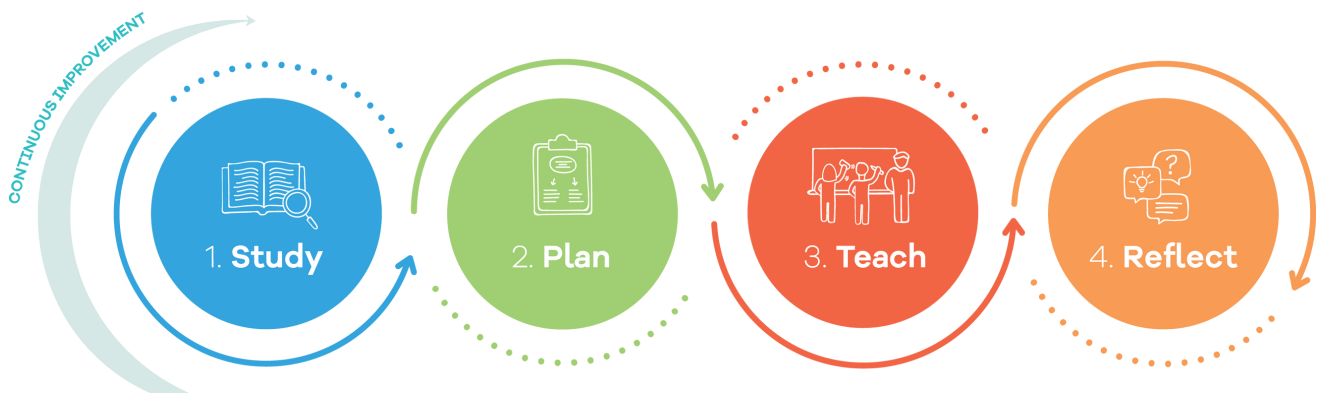 CONTINUOUS IMPROVEMENT
1. Study
2. Plan
3. Teach
4. Reflect
?